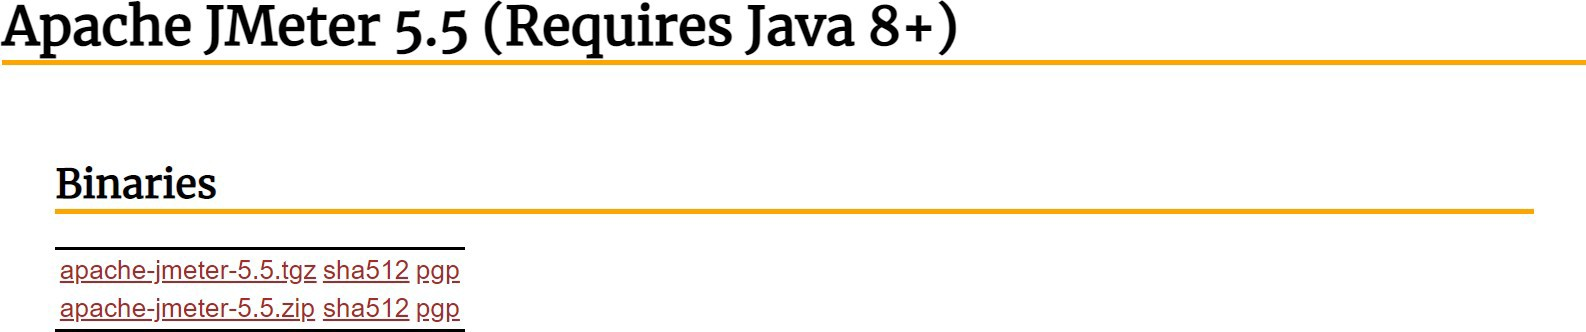 Apache JMeter 5.5 (Requires Java 8+)
Binaries
apache-jmeter-5.5.tgz sha512 pgp
apache-jmeter-5.5.zip sha512 pgp